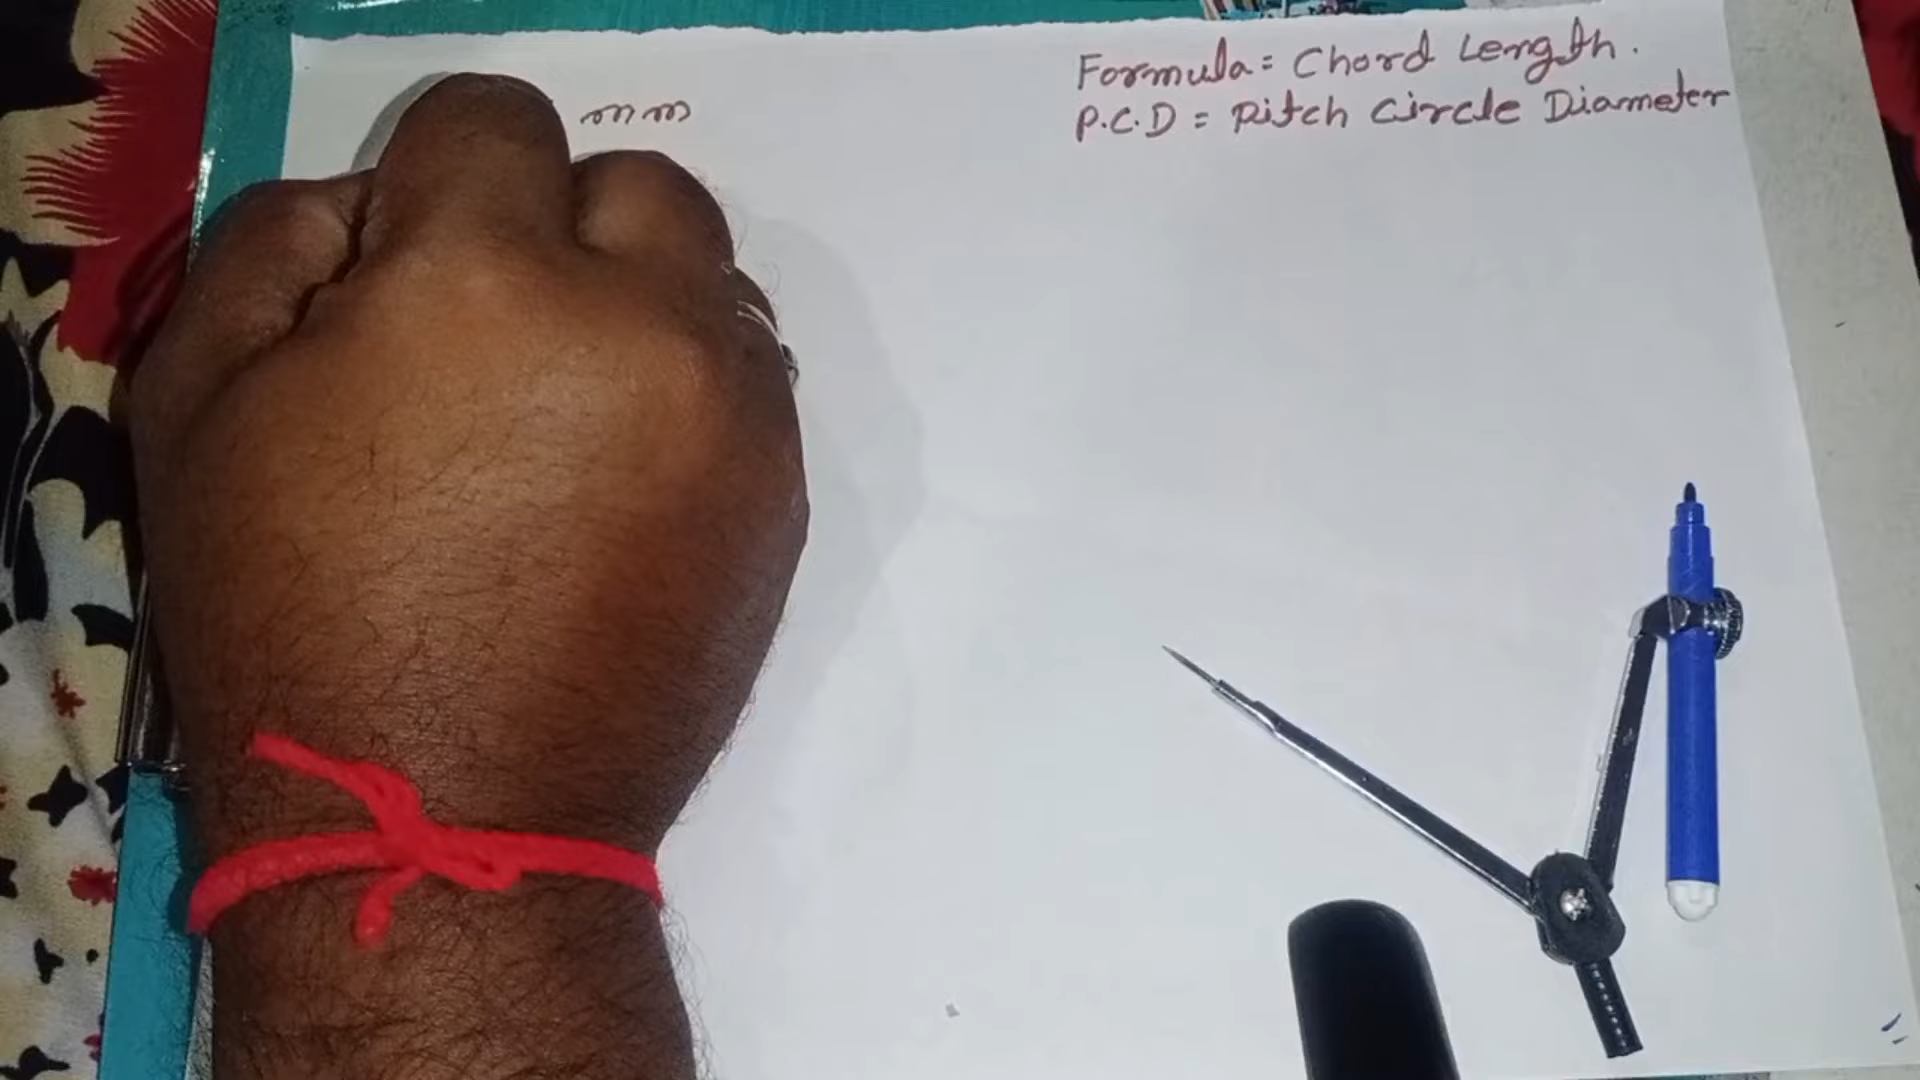 mm
Formula = Chord Length.
P.C.D = Pitch Circle Diameter